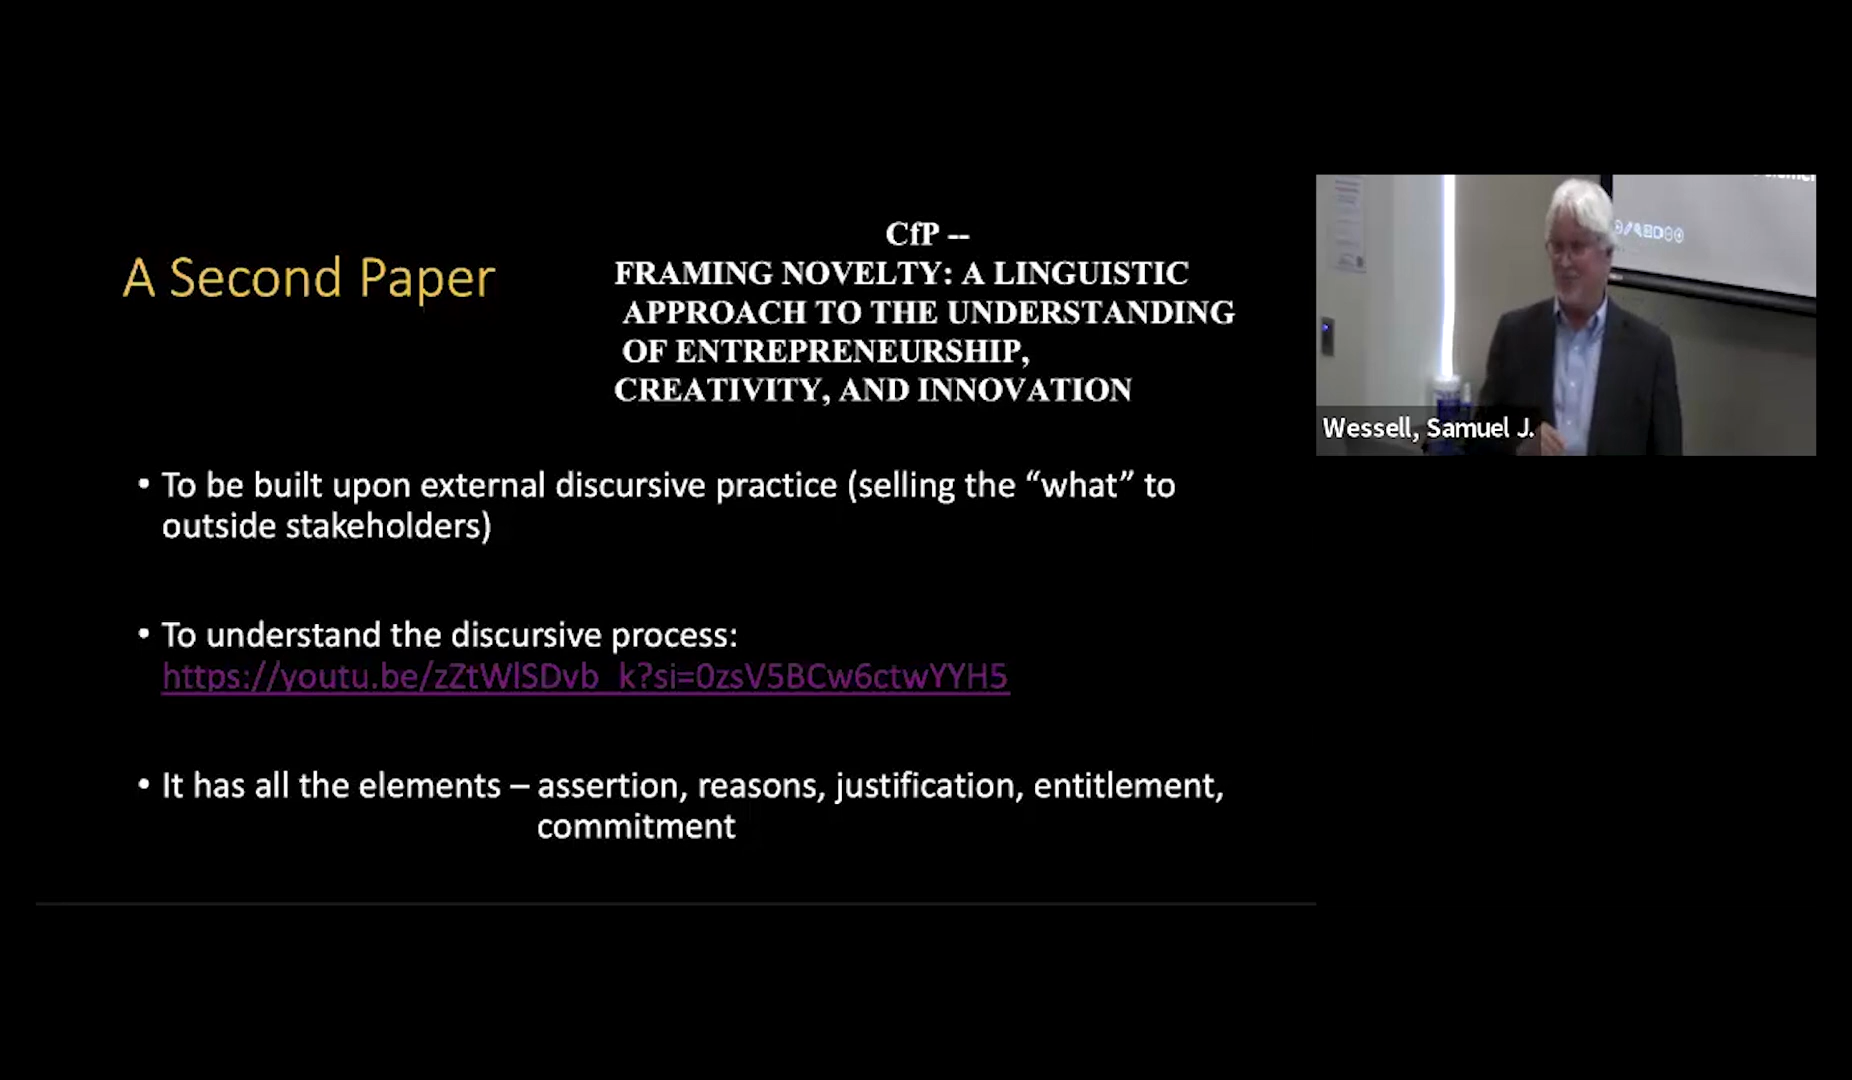 A Second Paper
CfP --
FRAMING NOVELTY: A LINGUISTIC
APPROACH TO THE UNDERSTANDING
OF ENTREPRENEURSHIP,
CREATIVITY, AND INNOVATION
• To be built upon external discursive practice (selling the “what” to
outside stakeholders)
• To understand the discursive process:
https://youtu.be/zZtWlSDvb_k?si=0zsV5BCw6ctwYYH5
• It has all the elements – assertion, reasons, justification, entitlement,
commitment
Wessell, Samuel J.